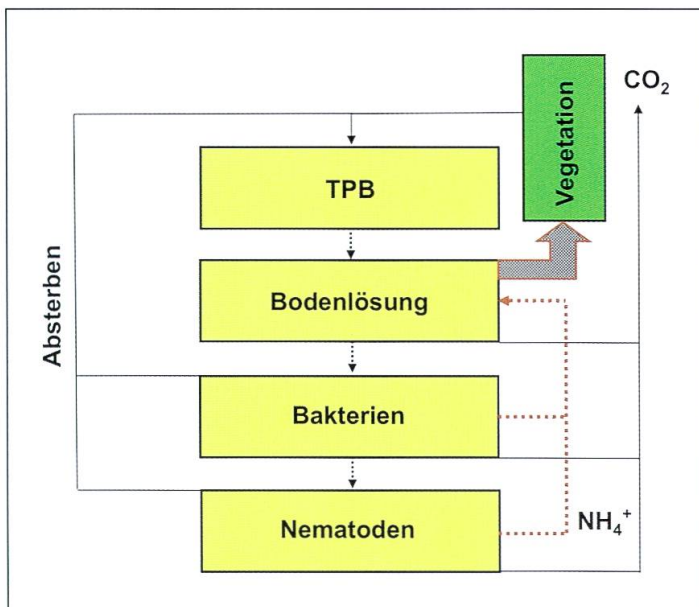 CO₂
Vegetation
TPB
Bodenlösung
Absterben
Bakterien
Nematoden
NH₄⁺